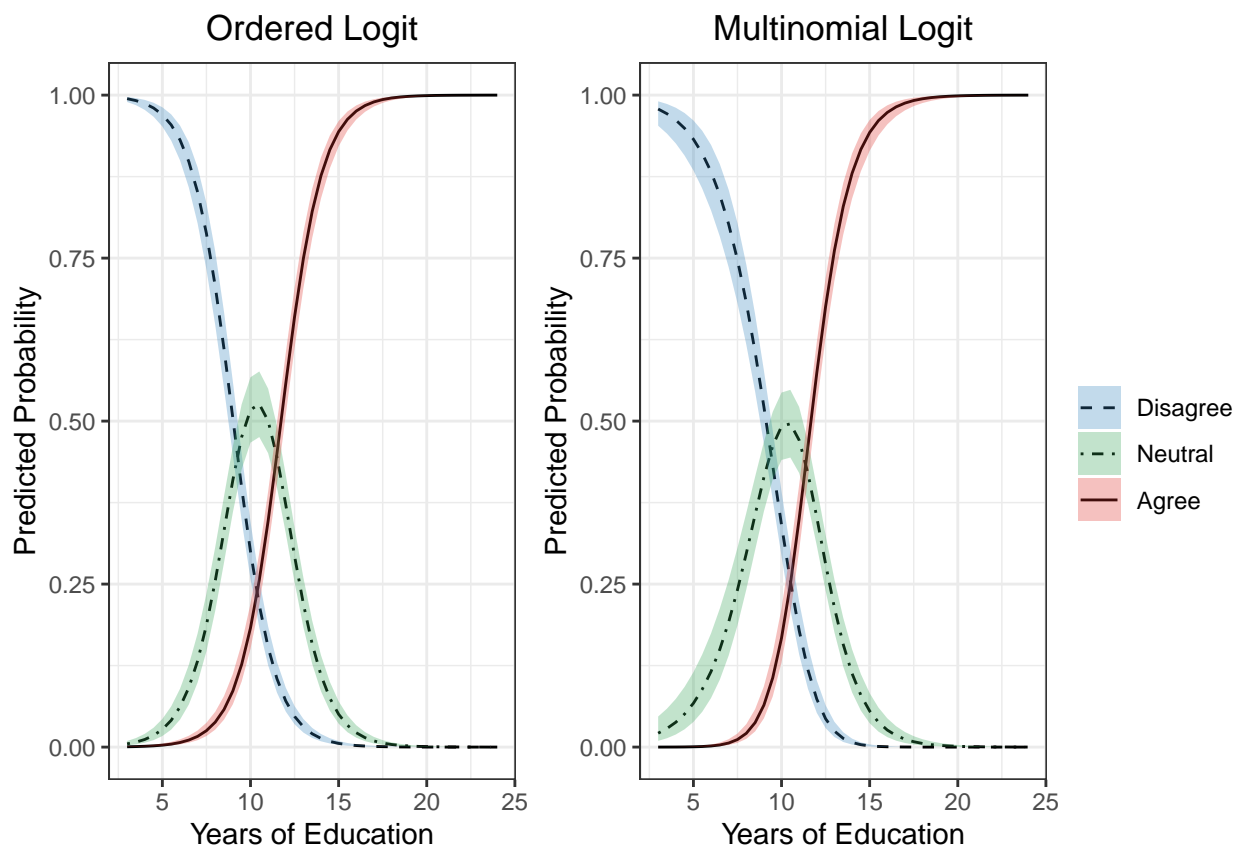 Ordered Logit
Multinomial Logit
Predicted Probability
1.00
0.75
0.50
0.25
0.00
5 10 15 20 25
Years of Education
Predicted Probability
1.00
0.75
0.50
0.25
0.00
5 10 15 20 25
Years of Education
Disagree
Neutral
Agree